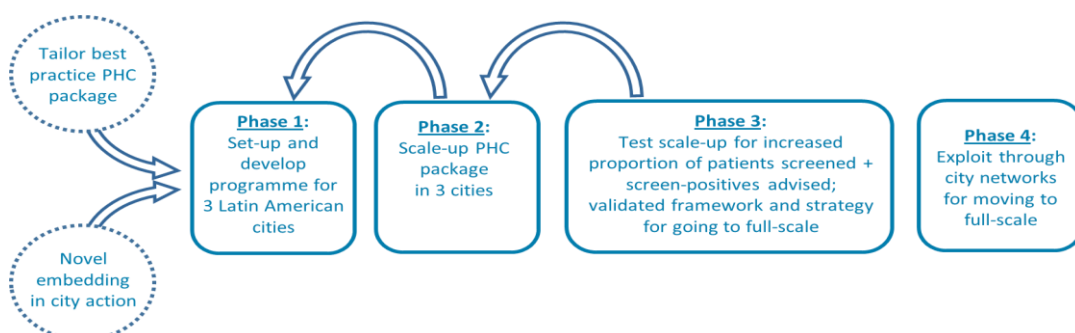 Tailor best
practice PHC
package
Novel
embedding
in city action
Phase 1:
Set-up and
develop
programme for
3 Latin American
cities
Phase 2:
Scale-up PHC
package
in 3 cities
Phase 3:
Test scale-up for increased
proportion of patients screened +
screen-positives advised;
validated framework and strategy
for going to full-scale
Phase 4:
Exploit through
city networks
for moving to
full-scale